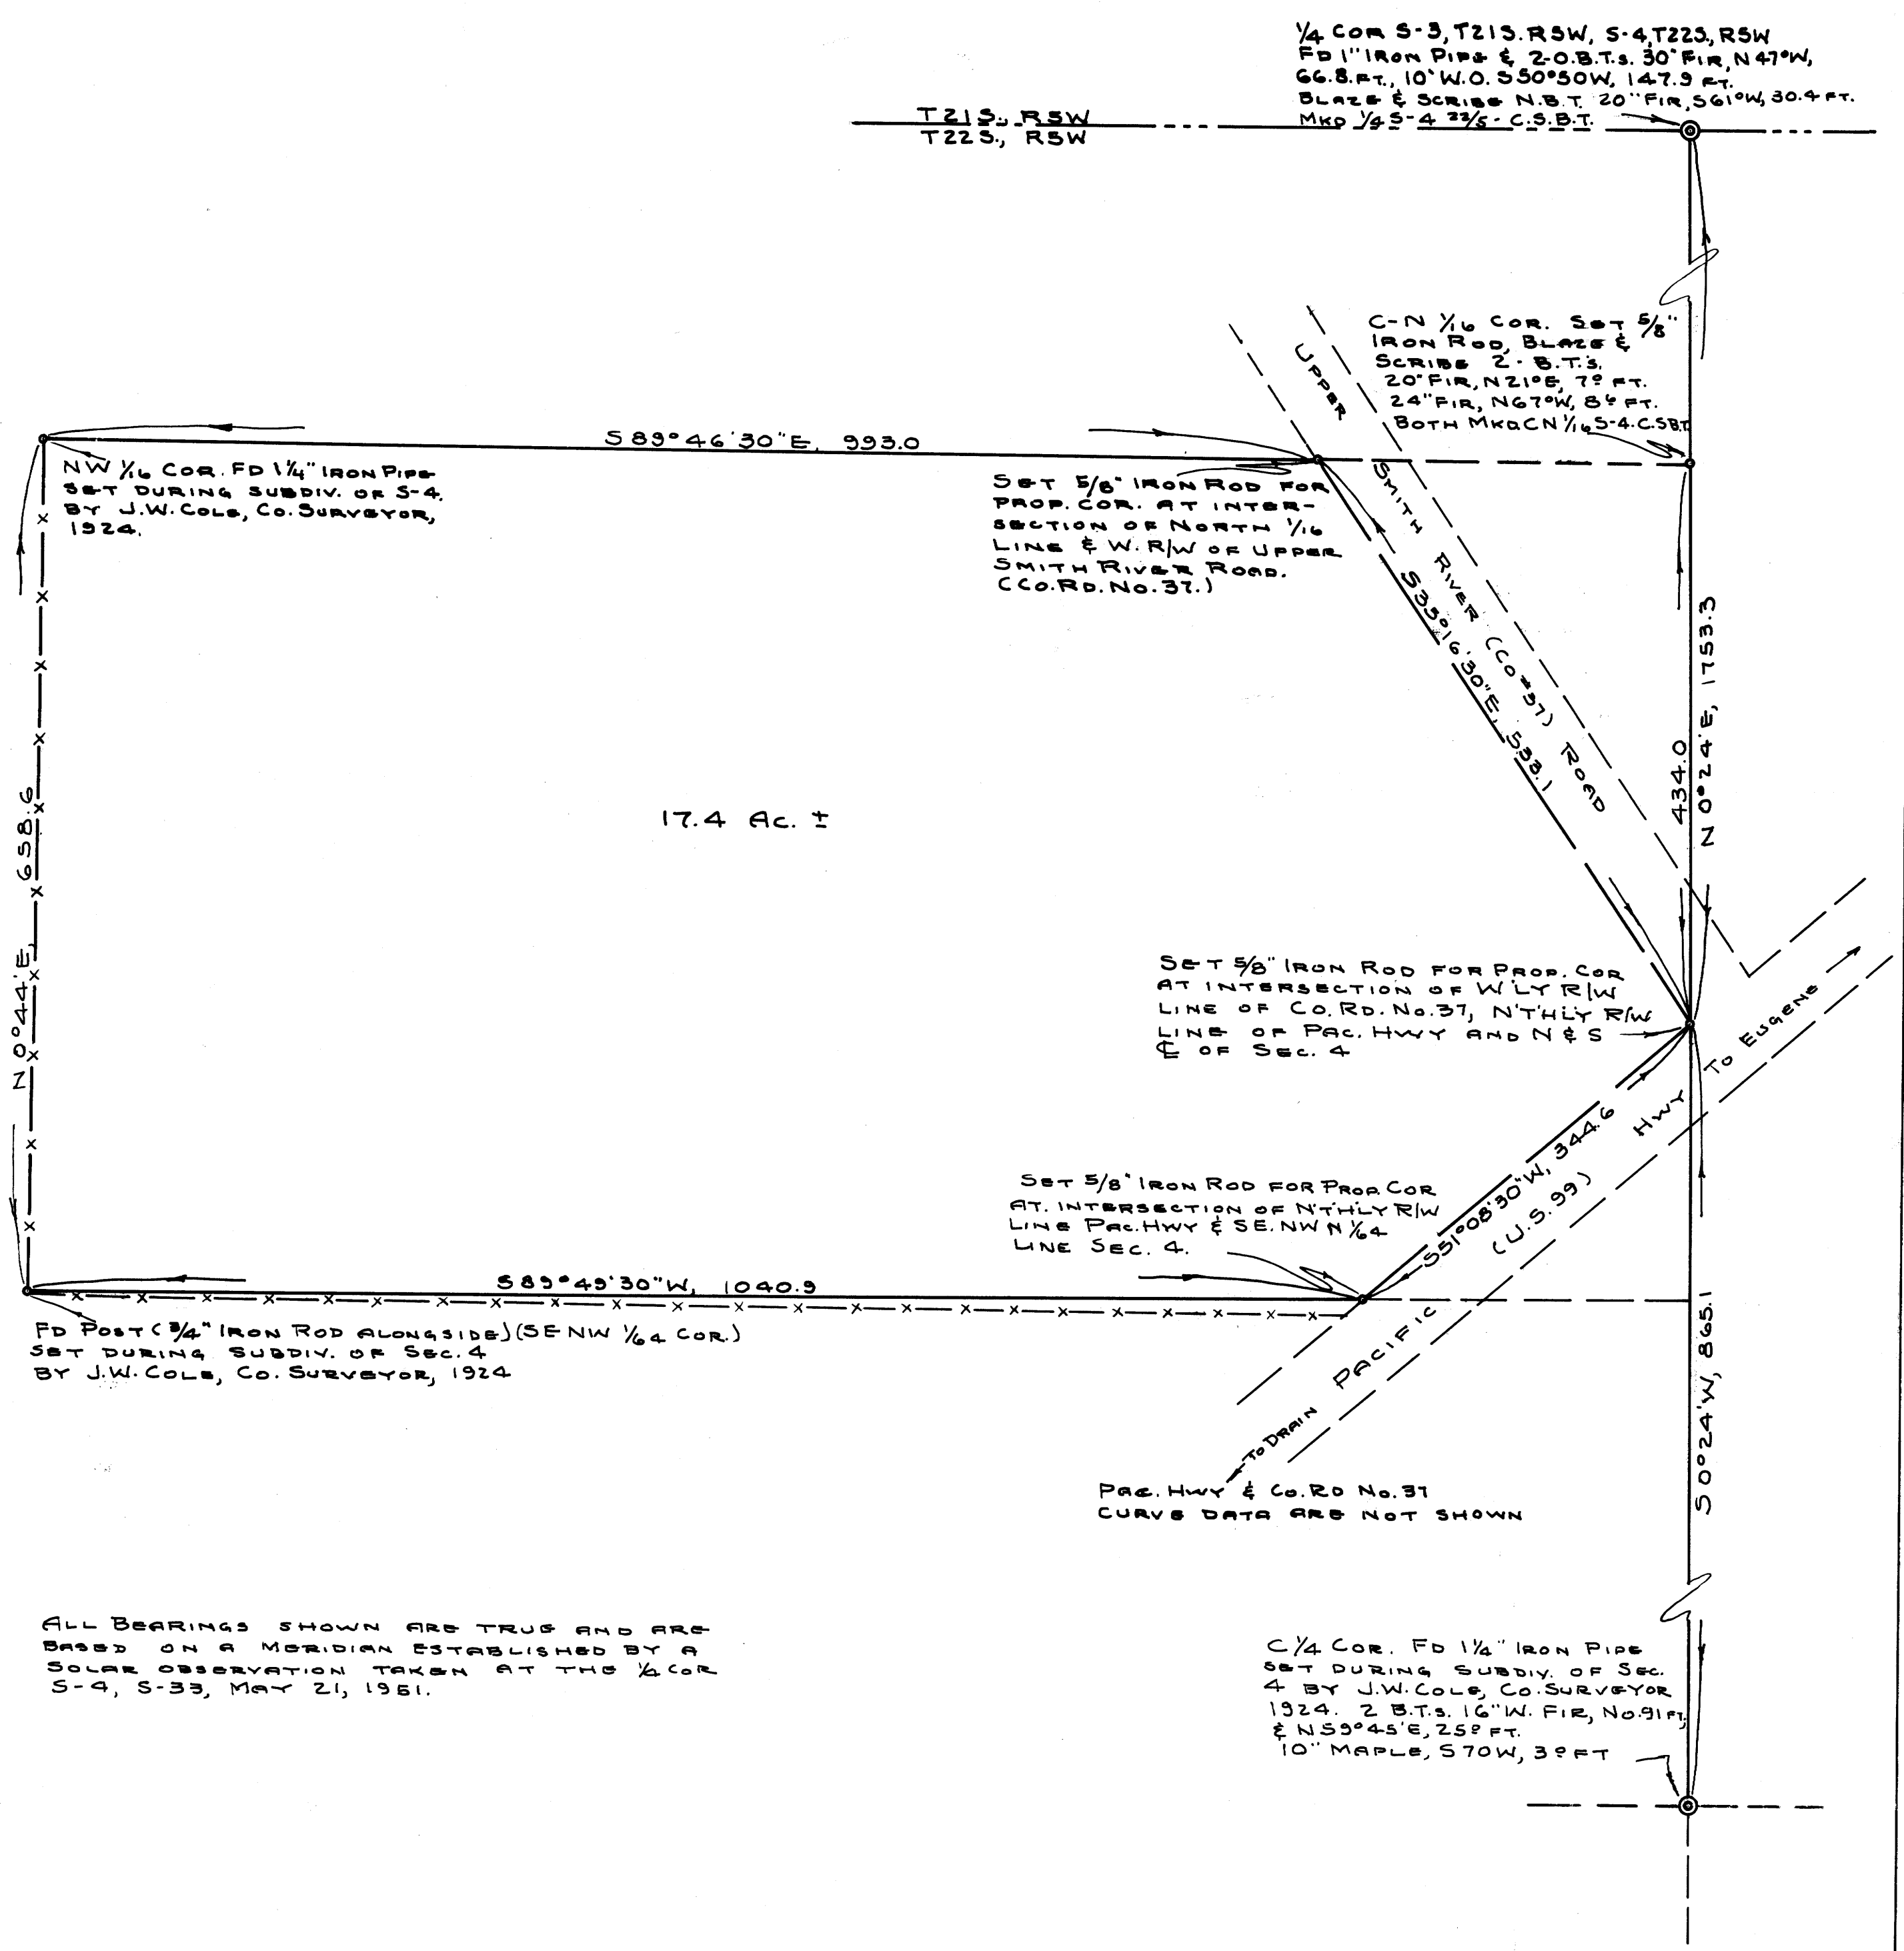 1/4 COR S-3, T21S. R5W, S-4, T22S., R5W
FD 1" IRON PIPE & 2-O.B.T.S. 30" FIR, N47°W,
66.8 FT., 10" W.O. S50°50W, 147.9 FT.
BLAZE & SCRIBE N.B.T. 20" FIR, S61°W, 30.4 FT.
MKD 1/4 S-4 22/5 - C.S.B.T.
T21S., R5W
T22S., R5W
C-N 1/16 COR. SET 5/8"
IRON ROD, BLAZE &
SCRIBE 2 - B.T.'s.
20" FIR, N21°E, 7.0 FT.
24" FIR, N67°W, 8.6 FT.
BOTH MKD CN 1/16 S-4. C.S.B.T.
UPPER
SMITH RIVER (CO #37) ROAD
S89°46'30"E, 993.0
NW 1/16 COR. FD 1 1/4" IRON PIPE
SET DURING SUBDIV. OF S-4.
BY J.W. COLE, CO. SURVEYOR,
1924.
SET 5/8" IRON ROD FOR
PROP. COR. AT INTER-
SECTION OF NORTH 1/16
LINE & W. R/W OF UPPER
SMITH RIVER ROAD.
(CO. RD. NO. 37.)
S35°16'30"E, 533.1
434.0
N0°24'E, 1753.3
N0°44'E, 658.6
17.4 AC. ±
SET 5/8" IRON ROD FOR PROP. COR
AT INTERSECTION OF W'LY R/W
LINE OF CO. RD. NO. 37, N'THLY R/W
LINE OF PAC. HWY AND N & S
℄ OF SEC. 4
TO EUGENE
HWY
S51°08'30"W, 344.6
(U.S. 99)
SET 5/8" IRON ROD FOR PROP. COR
AT. INTERSECTION OF N'THLY R/W
LINE PAC. HWY & SE. NW N 1/64
LINE SEC. 4.
S89°49'30"W, 1040.9
FD POST (3/4" IRON ROD ALONGSIDE) (SE NW 1/64 COR.)
SET DURING SUBDIV. OF SEC. 4
BY J.W. COLE, CO. SURVEYOR, 1924
PACIFIC
TO DRAIN
S0°24'W, 865.1
PAC. HWY & CO. RD NO. 37
CURVE DATA ARE NOT SHOWN
ALL BEARINGS SHOWN ARE TRUE AND ARE
BASED ON A MERIDIAN ESTABLISHED BY A
SOLAR OBSERVATION TAKEN AT THE 1/4 COR
S-4, S-33, MAY 21, 1951.
C 1/4 COR. FD 1 1/4" IRON PIPE
SET DURING SUBDIV. OF SEC.
4 BY J.W. COLE, CO. SURVEYOR
1924. 2 B.T.S. 16" W. FIR, NO. 91 FT,
& N59°45'E, 25.0 FT.
10" MAPLE, S70W, 3.0 FT